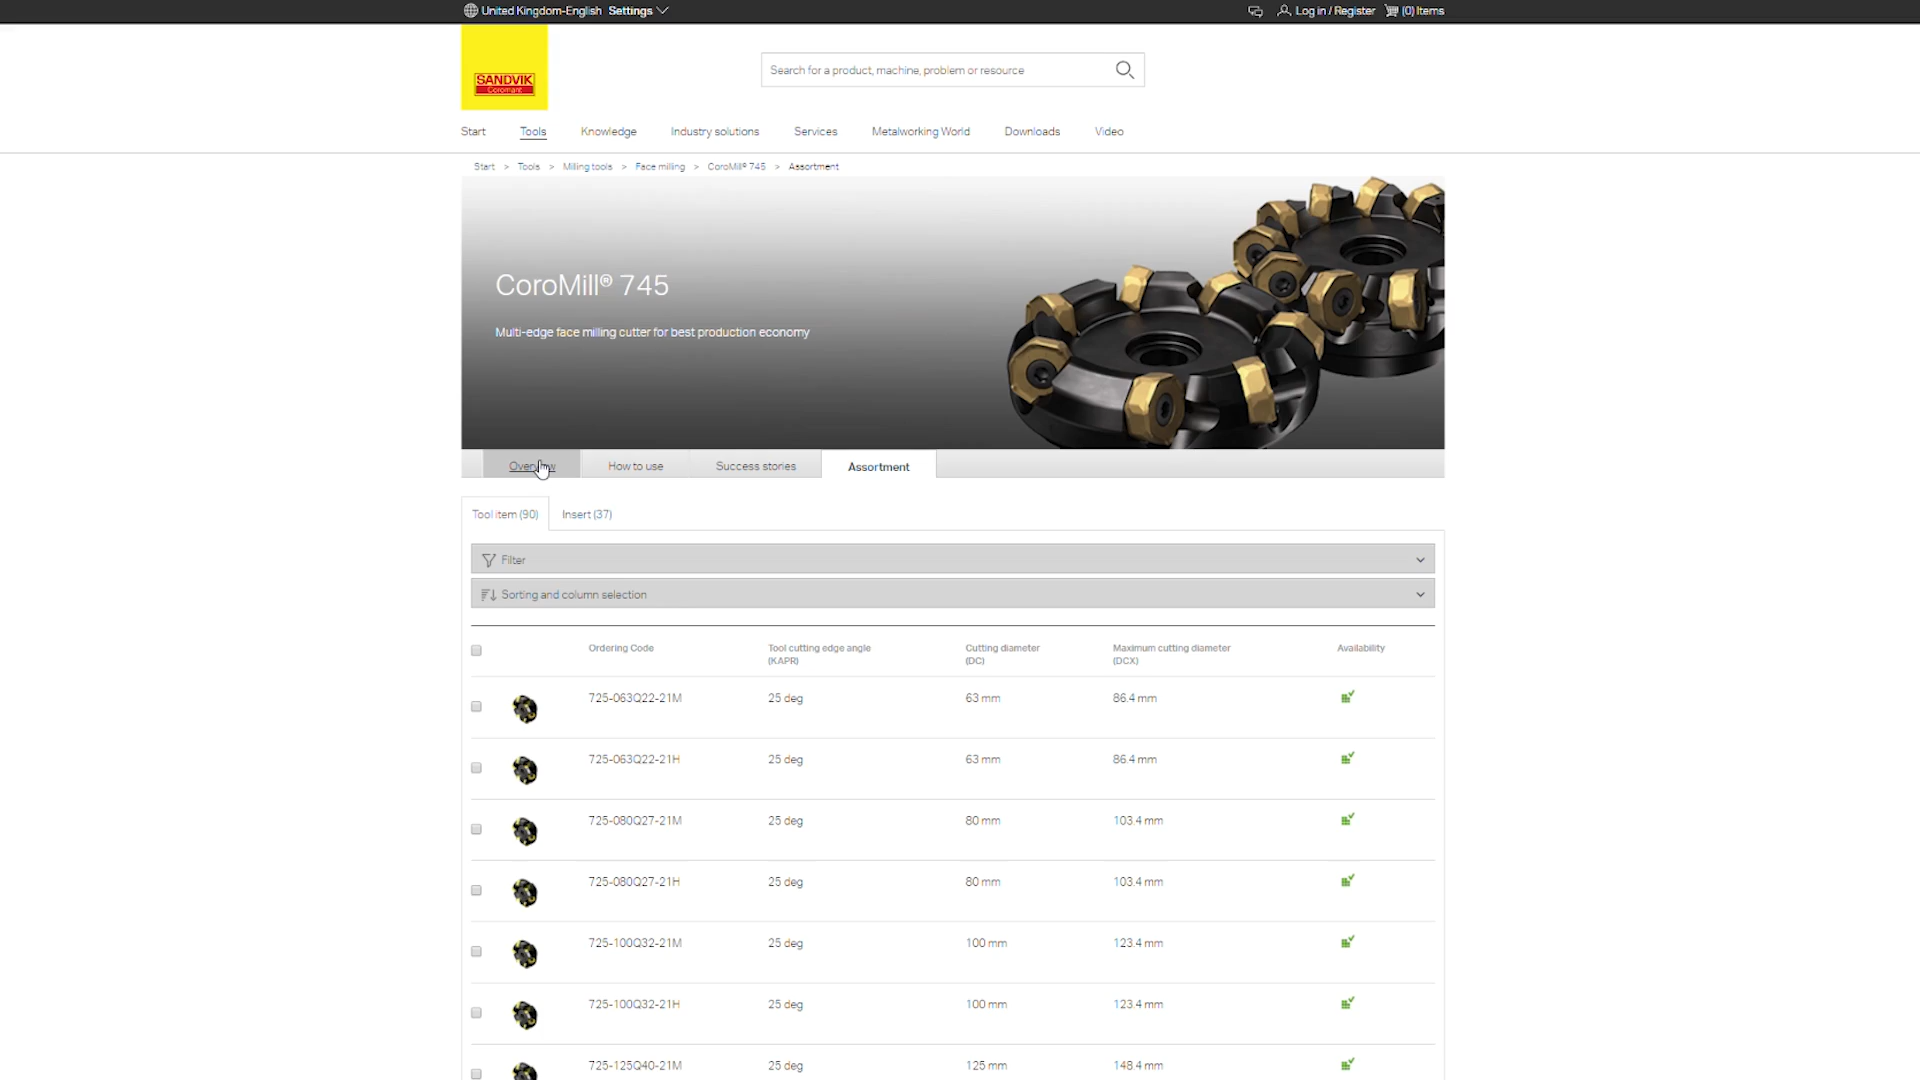 United Kingdom-English Settings
Log in / Register (0) Items
SANDVIK
Coromant
Search for a product, machine, problem or resource
Start Tools Knowledge Industry solutions Services Metalworking World Downloads Video
Start > Tools > Milling tools > Face milling > CoroMill® 745 > Assortment
CoroMill® 745
Multi-edge face milling cutter for best production economy
Overview How to use Success stories Assortment
Tool item (90) Insert (37)
Filter
Sorting and column selection
Ordering Code Tool cutting edge angle (KAPR) Cutting diameter (DC) Maximum cutting diameter (DCX) Availability
725-063Q22-21M 25 deg 63 mm 86.4 mm
725-063Q22-21H 25 deg 63 mm 86.4 mm
725-080Q27-21M 25 deg 80 mm 103.4 mm
725-080Q27-21H 25 deg 80 mm 103.4 mm
725-100Q32-21M 25 deg 100 mm 123.4 mm
725-100Q32-21H 25 deg 100 mm 123.4 mm
725-125Q40-21M 25 deg 125 mm 148.4 mm